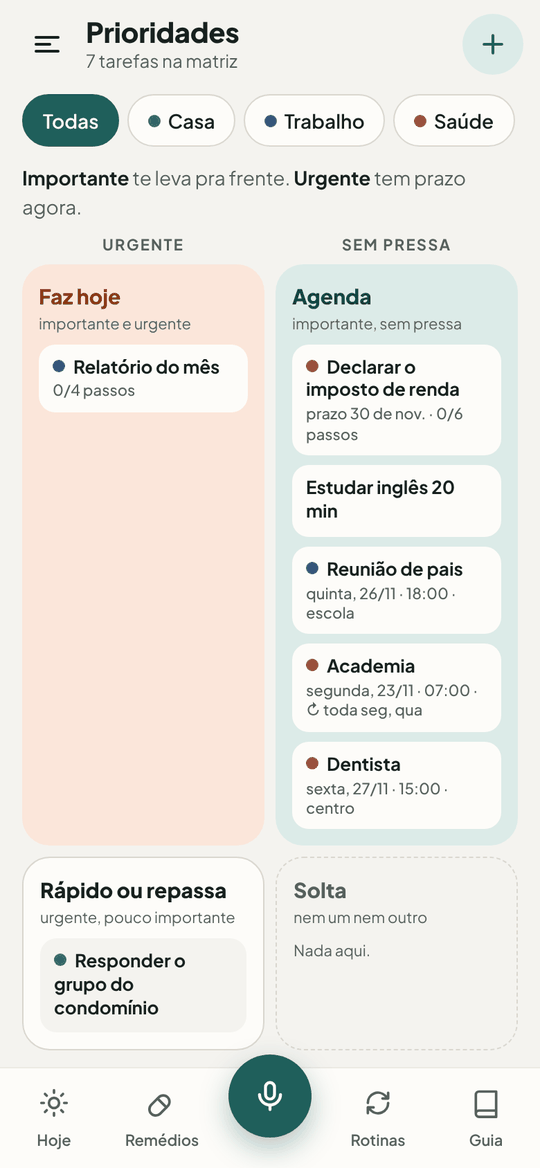 Prioridades
7 tarefas na matriz
Todas
Casa
Trabalho
Saúde
Importante te leva pra frente. Urgente tem prazo
agora.
URGENTE
SEM PRESSA
Faz hoje
importante e urgente
Relatório do mês
0/4 passos
Agenda
importante, sem pressa
Declarar o
imposto de renda
prazo 30 de nov. · 0/6
passos
Estudar inglês 20
min
Reunião de pais
quinta, 26/11 · 18:00 ·
escola
Academia
segunda, 23/11 · 07:00 ·
↻ toda seg, qua
Dentista
sexta, 27/11 · 15:00 ·
centro
Rápido ou repassa
urgente, pouco importante
Responder o
grupo do
condomínio
Solta
nem um nem outro
Nada aqui.
Hoje
Remédios
Rotinas
Guia